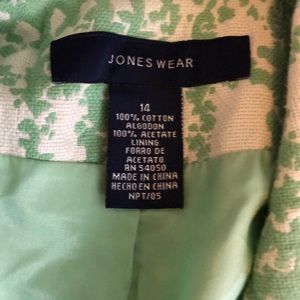 JONES WEAR
14
100% COTTON
ALGODON
100% ACETATE
LINING
FORRO DE
ACETATO
RN 54050
MADE IN CHINA
HECHO EN CHINA
NPT/05